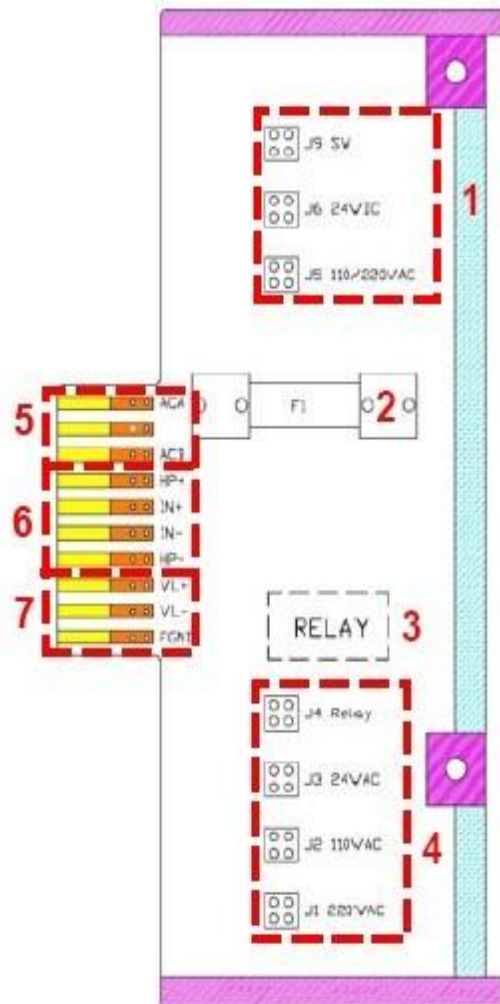 J9 5V
1
J6 24VDC
J5 110/220VAC
5
ACA
F1
2
ACB
6
HP+
IN+
IN-
HP-
7
VL+
VL-
FGND
RELAY
3
J4 Relay
J3 24VAC
J2 110VAC
4
J1 220VAC